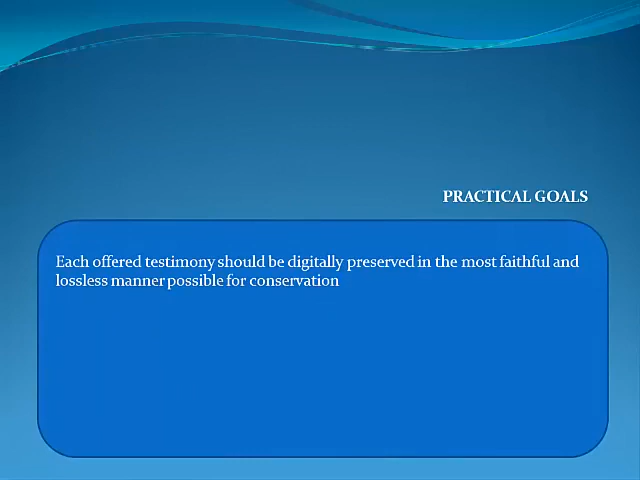 PRACTICAL GOALS
Each offered testimony should be digitally preserved in the most faithful and
lossless manner possible for conservation